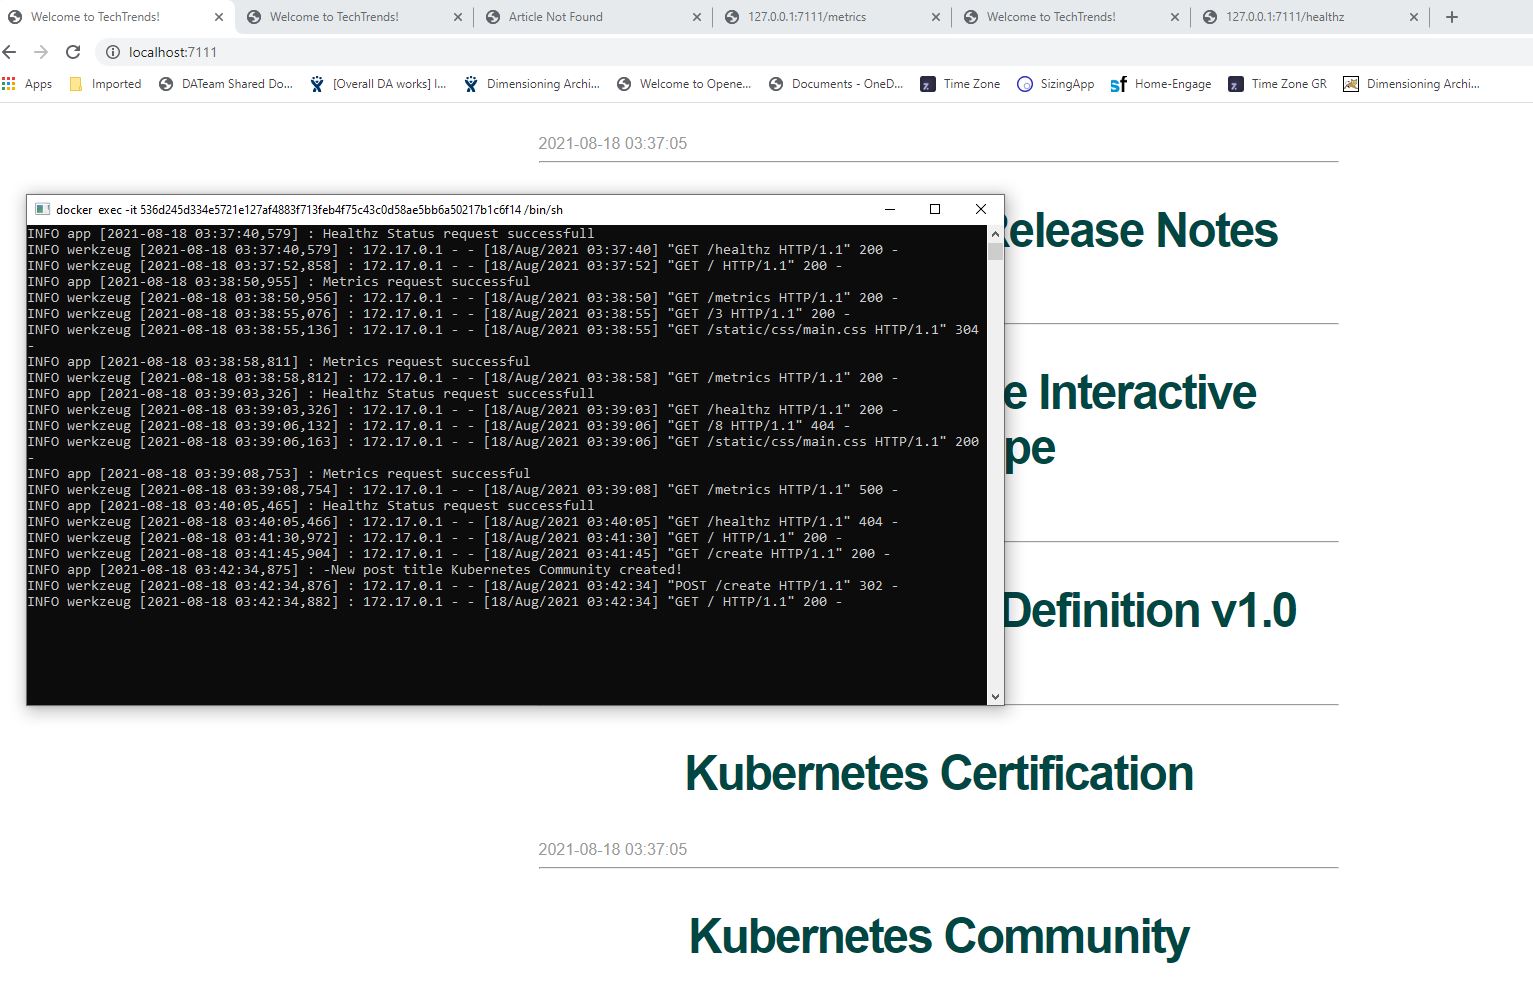 Welcome to TechTrends!
Welcome to TechTrends!
Article Not Found
127.0.0.1:7111/metrics
Welcome to TechTrends!
127.0.0.1:7111/healthz
localhost:7111
Apps
Imported
DATeam Shared Do...
[Overall DA works] I...
Dimensioning Archi...
Welcome to Opene...
Documents - OneD...
Time Zone
SizingApp
Home-Engage
Time Zone GR
Dimensioning Archi...
2021-08-18 03:37:05
docker exec -it 536d245d334e5721e127af4883f713feb4f75c43c0d58ae5bb6a50217b1c6f14 /bin/sh
INFO app [2021-08-18 03:37:40,579] : Healthz Status request successfull
INFO werkzeug [2021-08-18 03:37:40,579] : 172.17.0.1 - - [18/Aug/2021 03:37:40] "GET /healthz HTTP/1.1" 200 -
INFO werkzeug [2021-08-18 03:37:52,858] : 172.17.0.1 - - [18/Aug/2021 03:37:52] "GET / HTTP/1.1" 200 -
INFO app [2021-08-18 03:38:50,955] : Metrics request successful
INFO werkzeug [2021-08-18 03:38:50,956] : 172.17.0.1 - - [18/Aug/2021 03:38:50] "GET /metrics HTTP/1.1" 200 -
INFO werkzeug [2021-08-18 03:38:55,076] : 172.17.0.1 - - [18/Aug/2021 03:38:55] "GET /3 HTTP/1.1" 200 -
INFO werkzeug [2021-08-18 03:38:55,136] : 172.17.0.1 - - [18/Aug/2021 03:38:55] "GET /static/css/main.css HTTP/1.1" 304
-
INFO app [2021-08-18 03:38:58,811] : Metrics request successful
INFO werkzeug [2021-08-18 03:38:58,812] : 172.17.0.1 - - [18/Aug/2021 03:38:58] "GET /metrics HTTP/1.1" 200 -
INFO app [2021-08-18 03:39:03,326] : Healthz Status request successfull
INFO werkzeug [2021-08-18 03:39:03,326] : 172.17.0.1 - - [18/Aug/2021 03:39:03] "GET /healthz HTTP/1.1" 200 -
INFO werkzeug [2021-08-18 03:39:06,132] : 172.17.0.1 - - [18/Aug/2021 03:39:06] "GET /8 HTTP/1.1" 404 -
INFO werkzeug [2021-08-18 03:39:06,163] : 172.17.0.1 - - [18/Aug/2021 03:39:06] "GET /static/css/main.css HTTP/1.1" 200
-
INFO app [2021-08-18 03:39:08,753] : Metrics request successful
INFO werkzeug [2021-08-18 03:39:08,754] : 172.17.0.1 - - [18/Aug/2021 03:39:08] "GET /metrics HTTP/1.1" 500 -
INFO app [2021-08-18 03:40:05,465] : Healthz Status request successfull
INFO werkzeug [2021-08-18 03:40:05,466] : 172.17.0.1 - - [18/Aug/2021 03:40:05] "GET /healthz HTTP/1.1" 404 -
INFO werkzeug [2021-08-18 03:41:30,972] : 172.17.0.1 - - [18/Aug/2021 03:41:30] "GET / HTTP/1.1" 200 -
INFO werkzeug [2021-08-18 03:41:45,904] : 172.17.0.1 - - [18/Aug/2021 03:41:45] "GET /create HTTP/1.1" 200 -
INFO app [2021-08-18 03:42:34,875] : -New post title Kubernetes Community created!
INFO werkzeug [2021-08-18 03:42:34,876] : 172.17.0.1 - - [18/Aug/2021 03:42:34] "POST /create HTTP/1.1" 302 -
INFO werkzeug [2021-08-18 03:42:34,882] : 172.17.0.1 - - [18/Aug/2021 03:42:34] "GET / HTTP/1.1" 200 -
Release Notes
e Interactive
pe
Definition v1.0
Kubernetes Certification
2021-08-18 03:37:05
Kubernetes Community